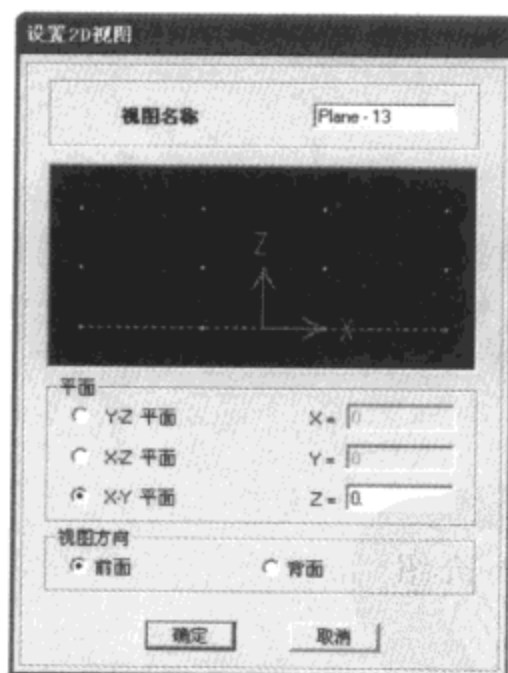 设置2D视图
视图名称 Plane - 13
Z
X
平面
Y-Z 平面 X = 0
X-Z 平面 Y = 0
X-Y 平面 Z = 0.
视图方向
前面 背面
确定 取消